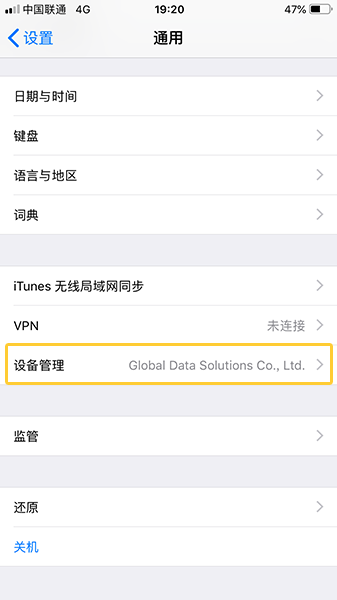 中国联通 4G 19:20 47%
设置 通用
日期与时间
键盘
语言与地区
词典
iTunes 无线局域网同步
VPN 未连接
设备管理 Global Data Solutions Co., Ltd.
监管
还原
关机